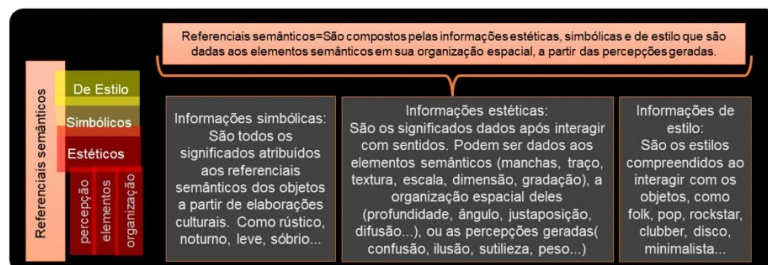 Referenciais semânticos=São compostos pelas informações estéticas, simbólicas e de estilo que são
dadas aos elementos semânticos em sua organização espacial, a partir das percepções geradas.
Referenciais semânticos
De Estilo
Simbólicos
Estéticos
percepção
elementos
organização
Informações simbólicas:
São todos os
significados atribuídos
aos referenciais
semânticos dos objetos
a partir de elaborações
culturais. Como rústico,
noturno, leve, sóbrio...
Informações estéticas:
São os significados dados após interagir
com sentidos. Podem ser dados aos
elementos semânticos (manchas, traço,
textura, escala, dimensão, gradação), a
organização espacial deles
(profundidade, ângulo, justaposição,
difusão...), ou as percepções geradas(
confusão, ilusão, sutilieza, peso...)
Informações de
estilo:
São os estilos
compreendidos ao
interagir com os
objetos, como
folk, pop, rockstar,
clubber, disco,
minimalista...